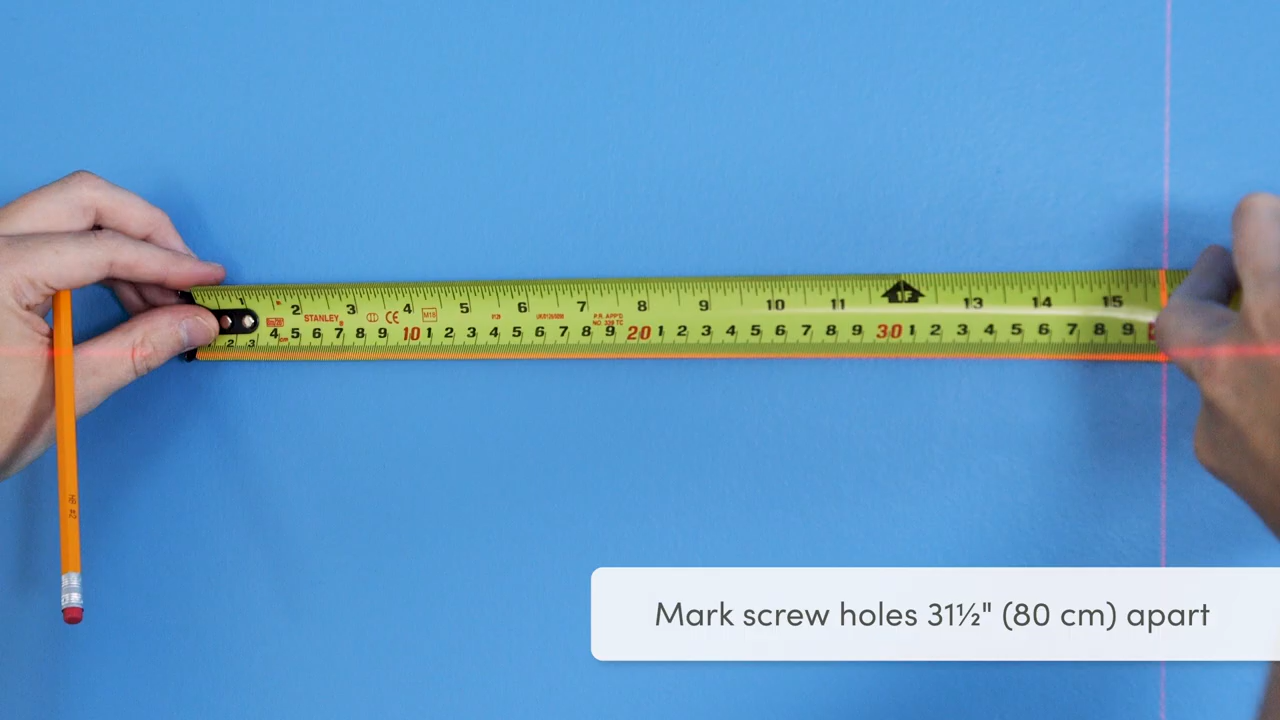 1 2 3 4 5 6 7 8 9 10 11 1F 13 14 15
STANLEY
2 3 4 5 6 7 8 9 10 1 2 3 4 5 6 7 8 9 20 1 2 3 4 5 6 7 8 9 30 1 2 3 4 5 6 7 8 9
Mark screw holes 31½" (80 cm) apart